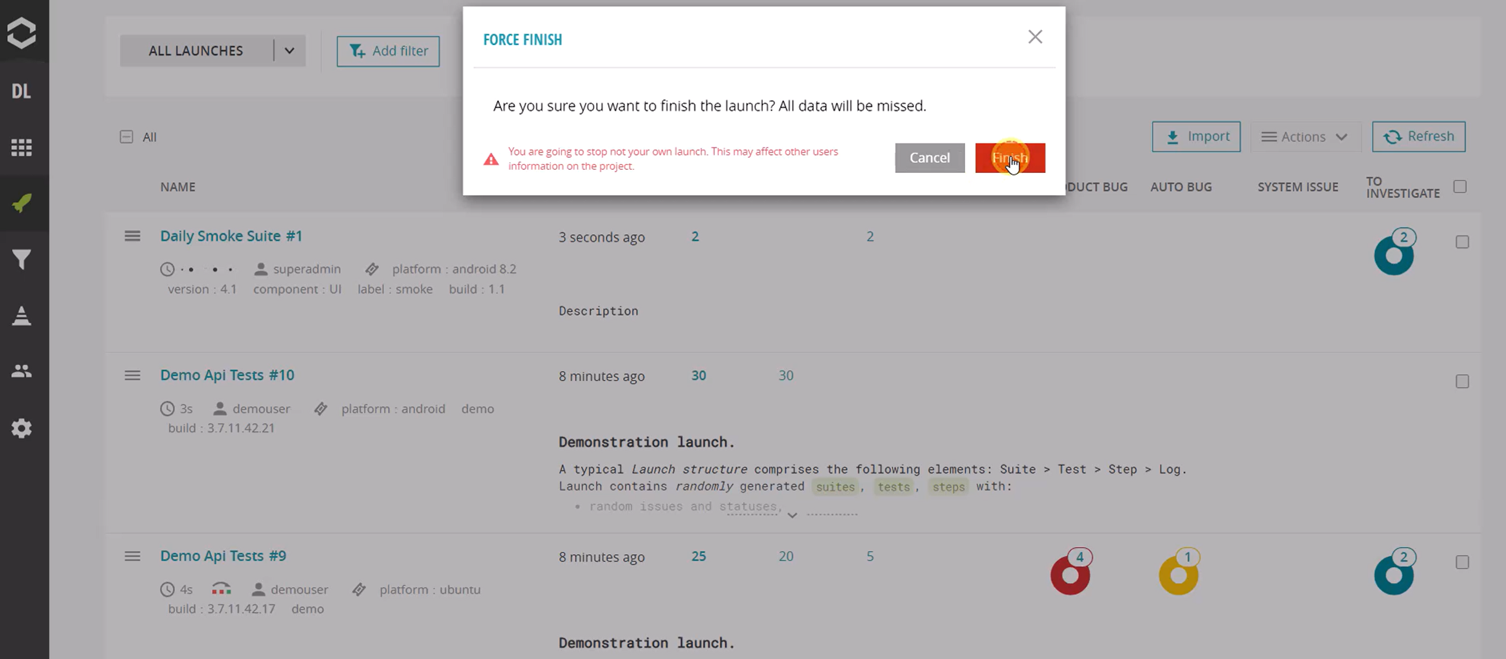 DL
ALL LAUNCHES
Add filter
FORCE FINISH
Are you sure you want to finish the launch? All data will be missed.
You are going to stop not your own launch. This may affect other users
information on the project.
Cancel
Finish
All
Import
Actions
Refresh
NAME
DUCT BUG
AUTO BUG
SYSTEM ISSUE
TO
INVESTIGATE
Daily Smoke Suite #1
3 seconds ago
2
2
2
superadmin
platform : android 8.2
version : 4.1
component : UI
label : smoke
build : 1.1
Description
Demo Api Tests #10
8 minutes ago
30
30
3s
demouser
platform : android
demo
build : 3.7.11.42.21
Demonstration launch.
A typical Launch structure comprises the following elements: Suite > Test > Step > Log.
Launch contains randomly generated suites, tests, steps with:
• random issues and statuses,
Demo Api Tests #9
8 minutes ago
25
20
5
4
1
2
4s
demouser
platform : ubuntu
build : 3.7.11.42.17
demo
Demonstration launch.